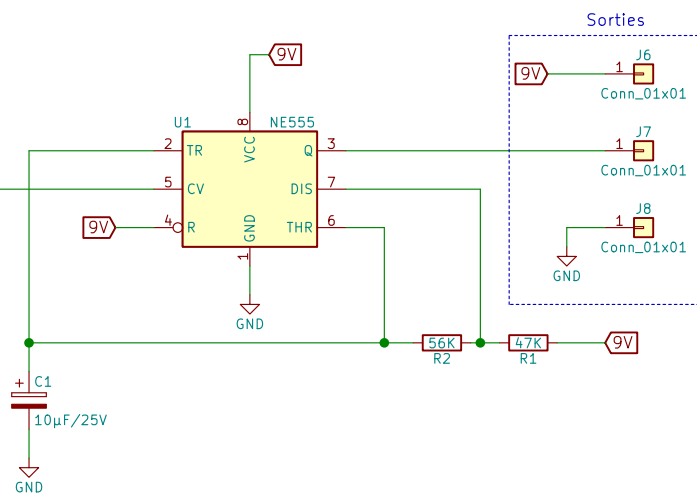 Sorties
9V
J6
9V
1
Conn_01x01
U1
8
NE555
J7
2
TR
VCC
Q
3
1
Conn_01x01
5
CV
DIS
7
J8
9V
4
R
GND
THR
6
1
Conn_01x01
1
GND
GND
56K
47K
9V
R2
R1
+
C1
10µF/25V
GND